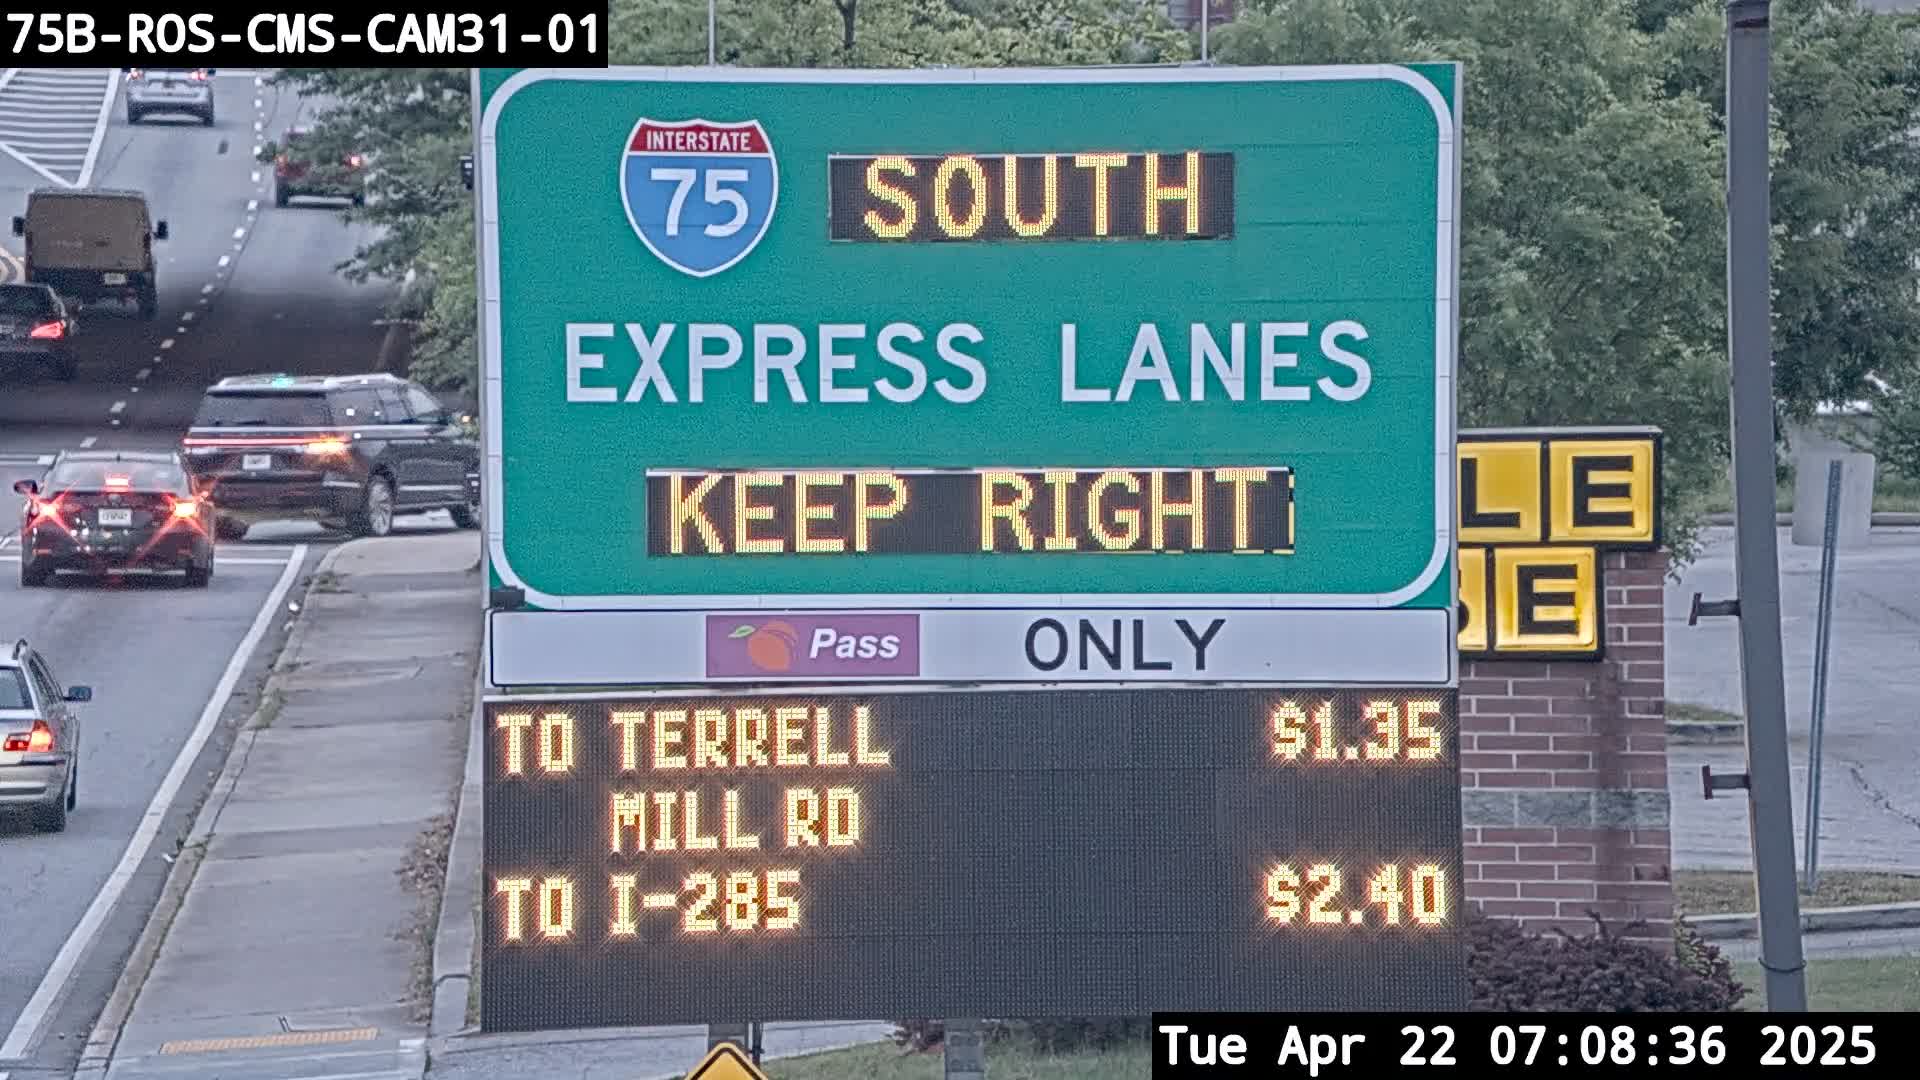 75B-ROS-CMS-CAM31-01
INTERSTATE
75
SOUTH
EXPRESS LANES
KEEP RIGHT
Pass ONLY
TO TERRELL $1.35
MILL RD
TO I-285 $2.40
LE
E
Tue Apr 22 07:08:36 2025